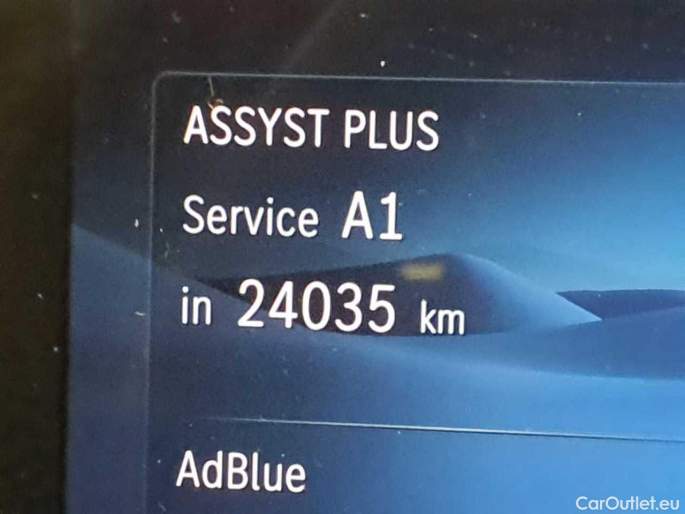 ASSYST PLUS
Service A1
in 24035 km
AdBlue
CarOutlet.eu